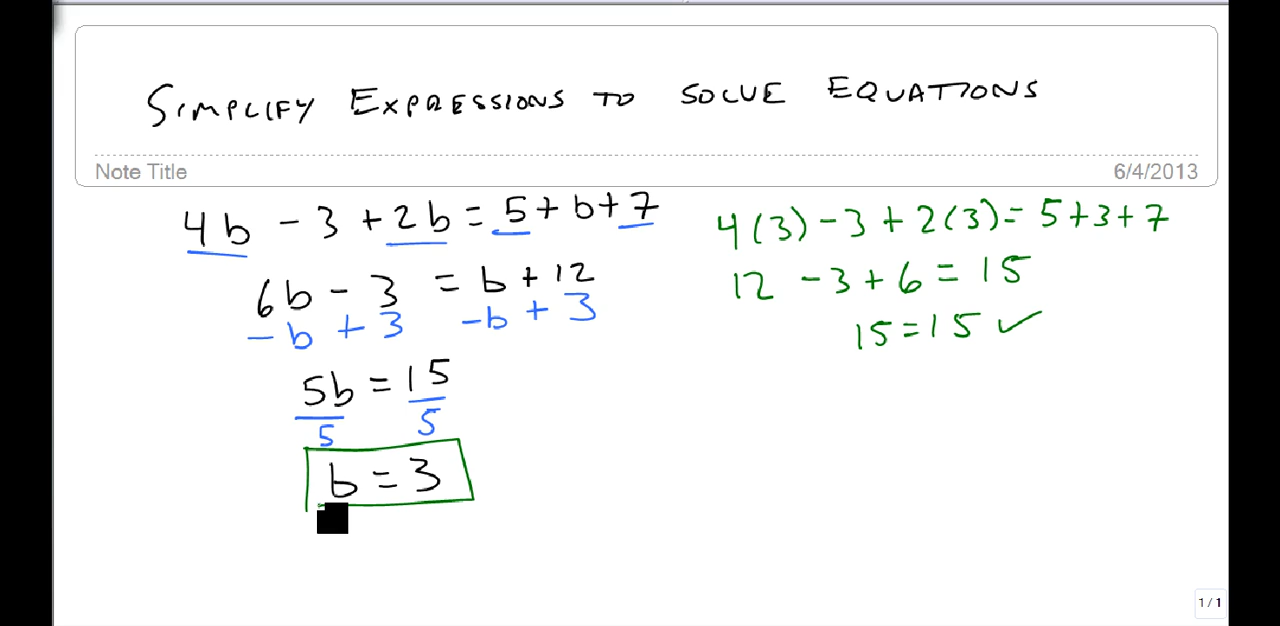 SIMPLIFY EXPRESSIONS TO SOLVE EQUATIONS
Note Title
6/4/2013
4b - 3 + 2b = 5 + b + 7
6b - 3 = b + 12
-b + 3 -b + 3
5b = 15
5 5
b = 3
4(3) - 3 + 2(3) = 5 + 3 + 7
12 - 3 + 6 = 15
15 = 15 ✓
1/1